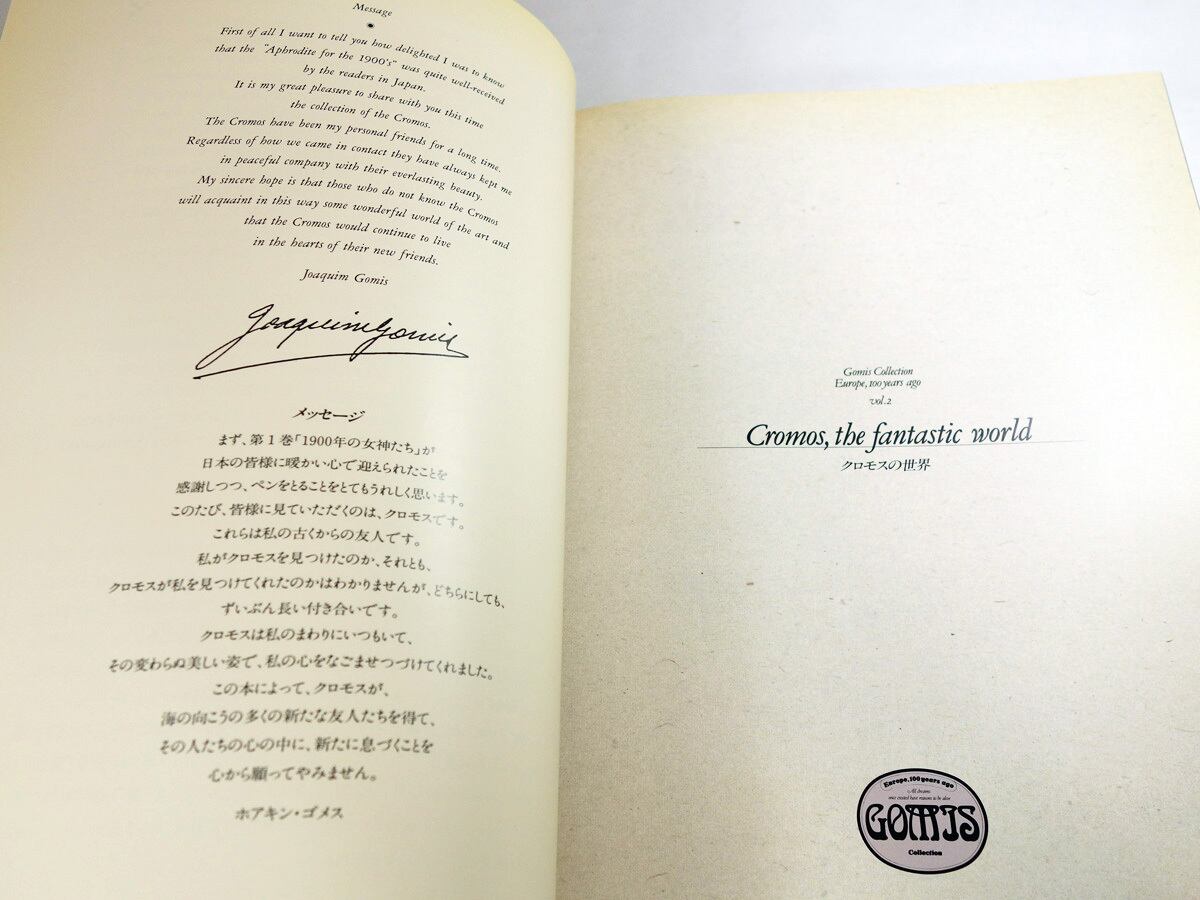 Message
First of all I want to tell you how delighted I was to know
that the "Aphrodite for the 1900's" was quite well-received
by the readers in Japan.
It is my great pleasure to share with you this time
the collection of the Cromos.
The Cromos have been my personal friends for a long time.
Regardless of how we came in contact they have always kept me
in peaceful company with their everlasting beauty.
My sincere hope is that those who do not know the Cromos
will acquaint in this way some wonderful world of the art and
that the Cromos would continue to live
in the hearts of their new friends.
Joaquim Gomis
Joaquim Gomis
メッセージ
まず、第1巻「1900年の女神たち」が
日本の皆様に暖かい心で迎えられたことを
感謝しつつ、ペンをとることをとてもうれしく思います。
このたび、皆様に見ていただくのは、クロモスです。
これらは私の古くからの友人です。
私がクロモスを見つけたのか、それとも、
クロモスが私を見つけてくれたのかはわかりませんが、どちらにしても、
ずいぶん長い付き合いです。
クロモスは私のまわりにいつもいて、
その変わらぬ美しい姿で、私の心をなごませつづけてくれました。
この本によって、クロモスが、
海の向こうの多くの新たな友人たちを得て、
その人たちの心の中に、新たに息づくことを
心から願ってやみません。
ホアキン・ゴメス
Gomis Collection
Europe, 100 years ago
vol.2
Cromos, the fantastic world
クロモスの世界
Europe, 100 years ago
All dreams
once created have reasons to be alive
GOMIS
Collection